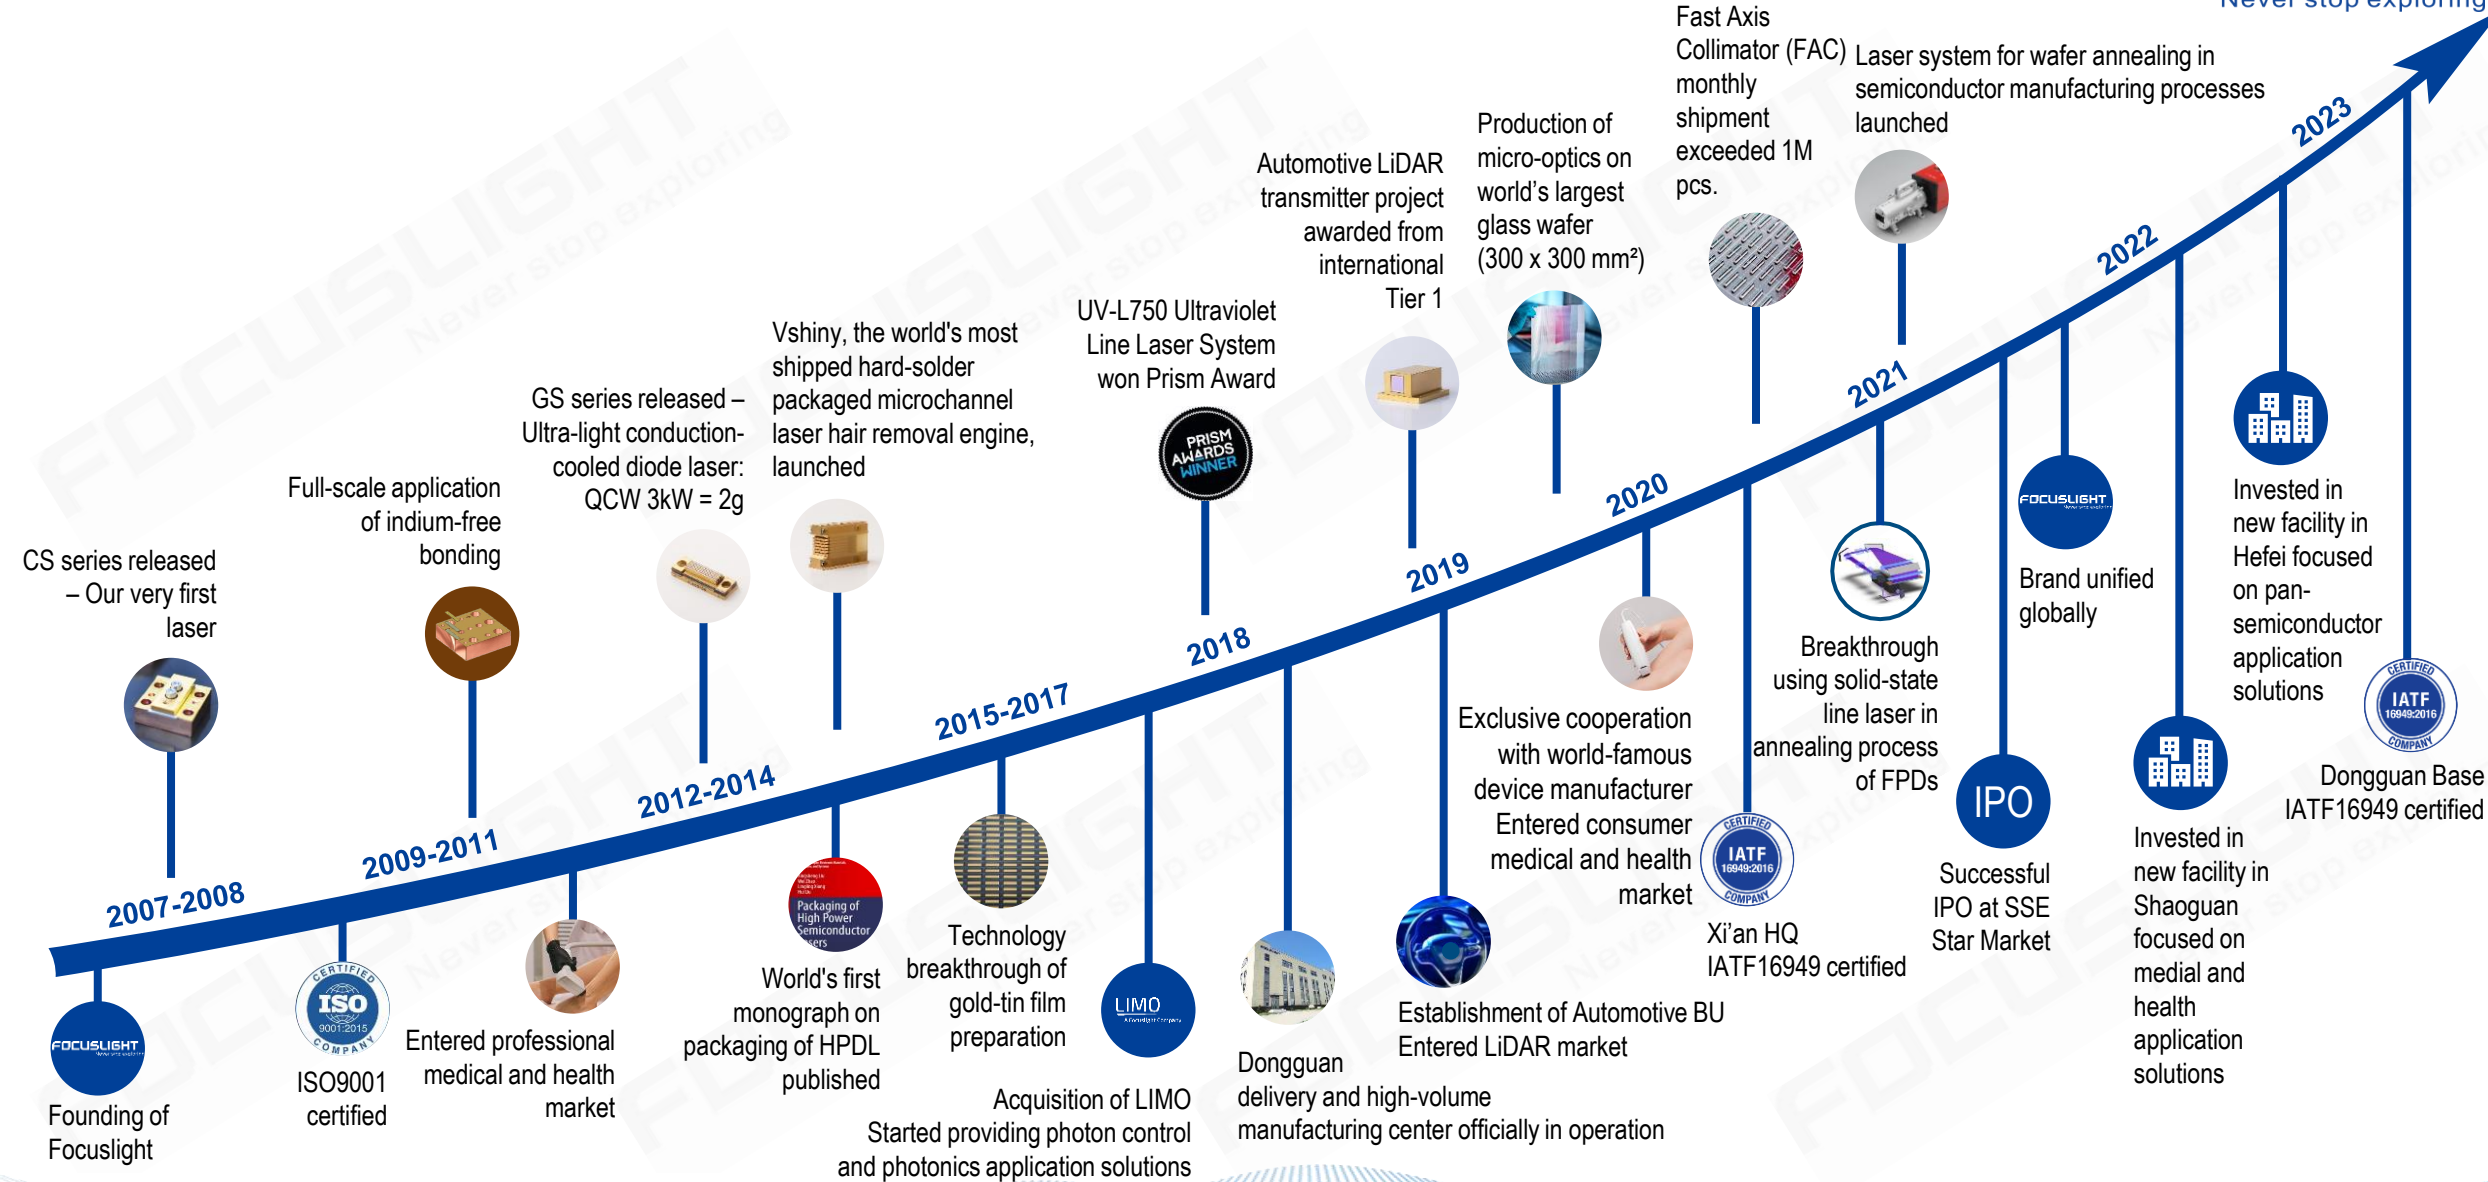 Never stop exploring
Fast Axis
Collimator (FAC)
monthly
shipment
exceeded 1M
pcs.
Laser system for wafer annealing in
semiconductor manufacturing processes
launched
Production of
micro-optics on
world’s largest
glass wafer
(300 x 300 mm²)
Automotive LiDAR
transmitter project
awarded from
international
Tier 1
UV-L750 Ultraviolet
Line Laser System
won Prism Award
PRISM
AWARDS
WINNER
Vshiny, the world's most
shipped hard-solder
packaged microchannel
laser hair removal engine,
launched
GS series released –
Ultra-light conduction-
cooled diode laser:
QCW 3kW = 2g
Full-scale application
of indium-free
bonding
CS series released
– Our very first
laser
2007-2008
2009-2011
2012-2014
2015-2017
2018
2019
2020
2021
2022
2023
FOCUSLIGHT
Never stop exploring
Founding of
Focuslight
CERTIFIED
ISO
9001:2015
COMPANY
ISO9001
certified
Entered professional
medical and health
market
Packaging of
High Power
Semiconductor
World's first
monograph on
packaging of HPDL
published
Technology
breakthrough of
gold-tin film
preparation
LIMO
A Focuslight Company
Acquisition of LIMO
Started providing photon control
and photonics application solutions
Dongguan
delivery and high-volume
manufacturing center officially in operation
Establishment of Automotive BU
Entered LiDAR market
Exclusive cooperation
with world-famous
device manufacturer
Entered consumer
medical and health
market
CERTIFIED
IATF
16949:2016
COMPANY
Xi’an HQ
IATF16949 certified
Breakthrough
using solid-state
line laser in
annealing process
of FPDs
IPO
Successful
IPO at SSE
Star Market
FOCUSLIGHT
Never stop exploring
Brand unified
globally
Invested in
new facility in
Shaoguan
focused on
medial and
health
application
solutions
Invested in
new facility in
Hefei focused
on pan-
semiconductor
application
solutions
CERTIFIED
IATF
16949:2016
COMPANY
Dongguan Base
IATF16949 certified